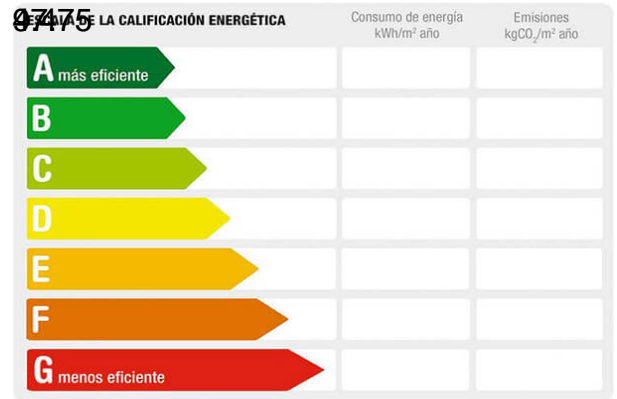 DE LA CALIFICACIÓN ENERGÉTICA
Consumo de energía
kWh/m² año
Emisiones
kgCO₂/m² año
A más eficiente
B
C
D
E
F
G menos eficiente